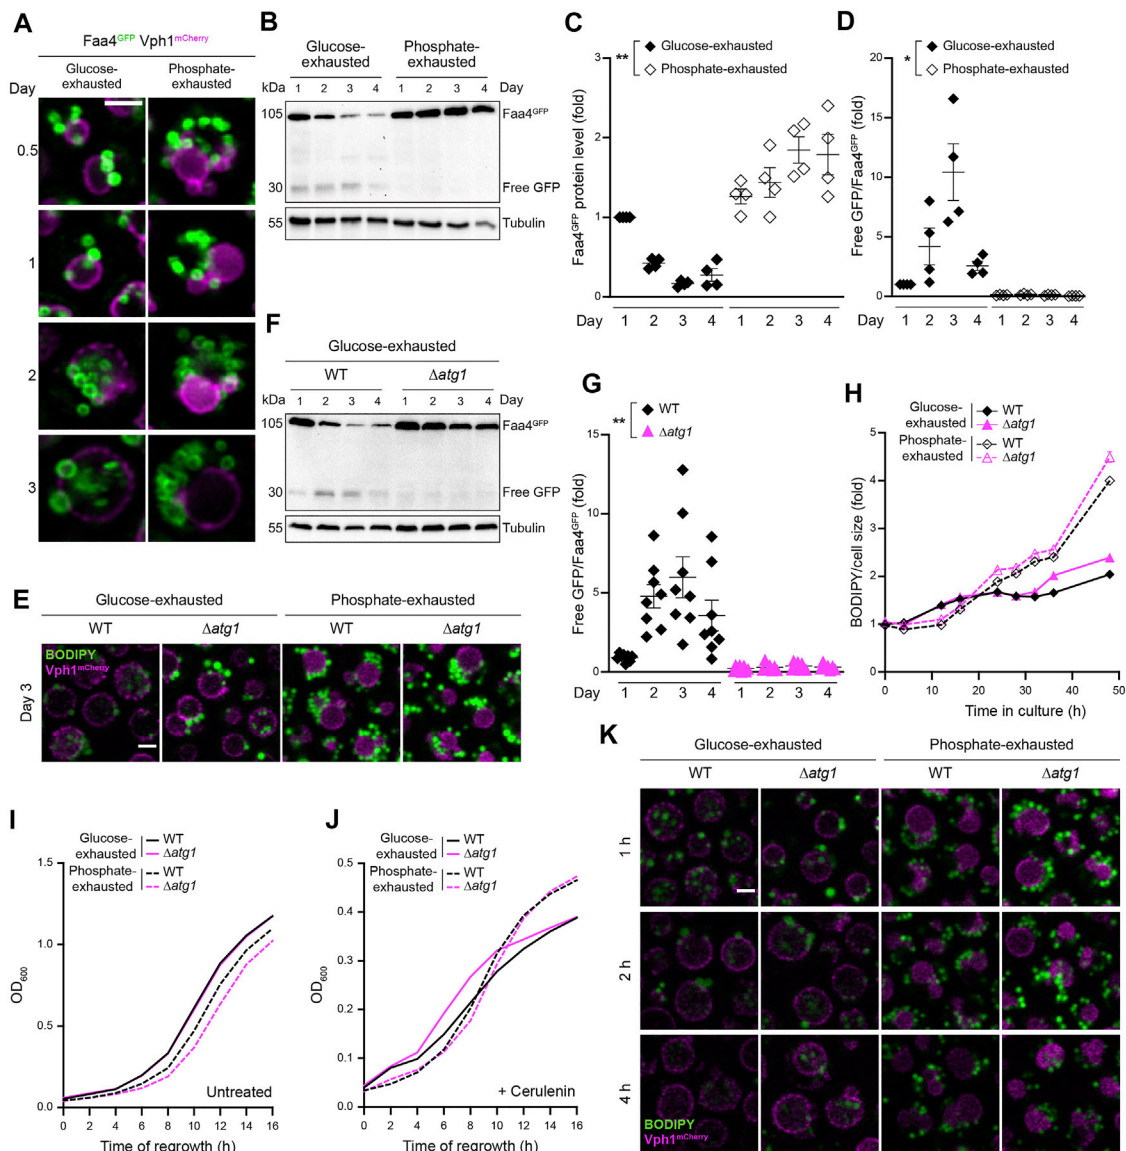 A
Faa4GFP Vph1mCherry
Glucose-
exhausted
Phosphate-
exhausted
Day
0.5
1
2
3
B
Glucose-
exhausted
Phosphate-
exhausted
kDa 1 2 3 4 1 2 3 4 Day
105 Faa4GFP
30 Free GFP
55 Tubulin
C
** Glucose-exhausted
Phosphate-exhausted
Faa4GFP protein level (fold)
3
2
1
0
Day 1 2 3 4 1 2 3 4
D
* Glucose-exhausted
Phosphate-exhausted
Free GFP/Faa4GFP (fold)
20
15
10
5
0
Day 1 2 3 4 1 2 3 4
F
Glucose-exhausted
WT Δatg1
kDa 1 2 3 4 1 2 3 4 Day
105 Faa4GFP
30 Free GFP
55 Tubulin
G
** WT
Δatg1
Free GFP/Faa4GFP (fold)
15
10
5
0
Day 1 2 3 4 1 2 3 4
H
Glucose-
exhausted
WT
Δatg1
Phosphate-
exhausted
WT
Δatg1
BODIPY/cell size (fold)
5
4
3
2
1
0
0 10 20 30 40 50
Time in culture (h)
E
Glucose-exhausted Phosphate-exhausted
WT Δatg1 WT Δatg1
Day 3
BODIPY
Vph1mCherry
I
Glucose-
exhausted
WT
Δatg1
Phosphate-
exhausted
WT
Δatg1
OD600
1.5
1.0
0.5
0.0
Untreated
0 2 4 6 8 10 12 14 16
Time of regrowth (h)
J
Glucose-
exhausted
WT
Δatg1
Phosphate-
exhausted
WT
Δatg1
OD600
0.5
0.4
0.3
0.2
0.1
0.0
+ Cerulenin
0 2 4 6 8 10 12 14 16
Time of regrowth (h)
K
Glucose-exhausted Phosphate-exhausted
WT Δatg1 WT Δatg1
1 h
2 h
4 h
BODIPY
Vph1mCherry